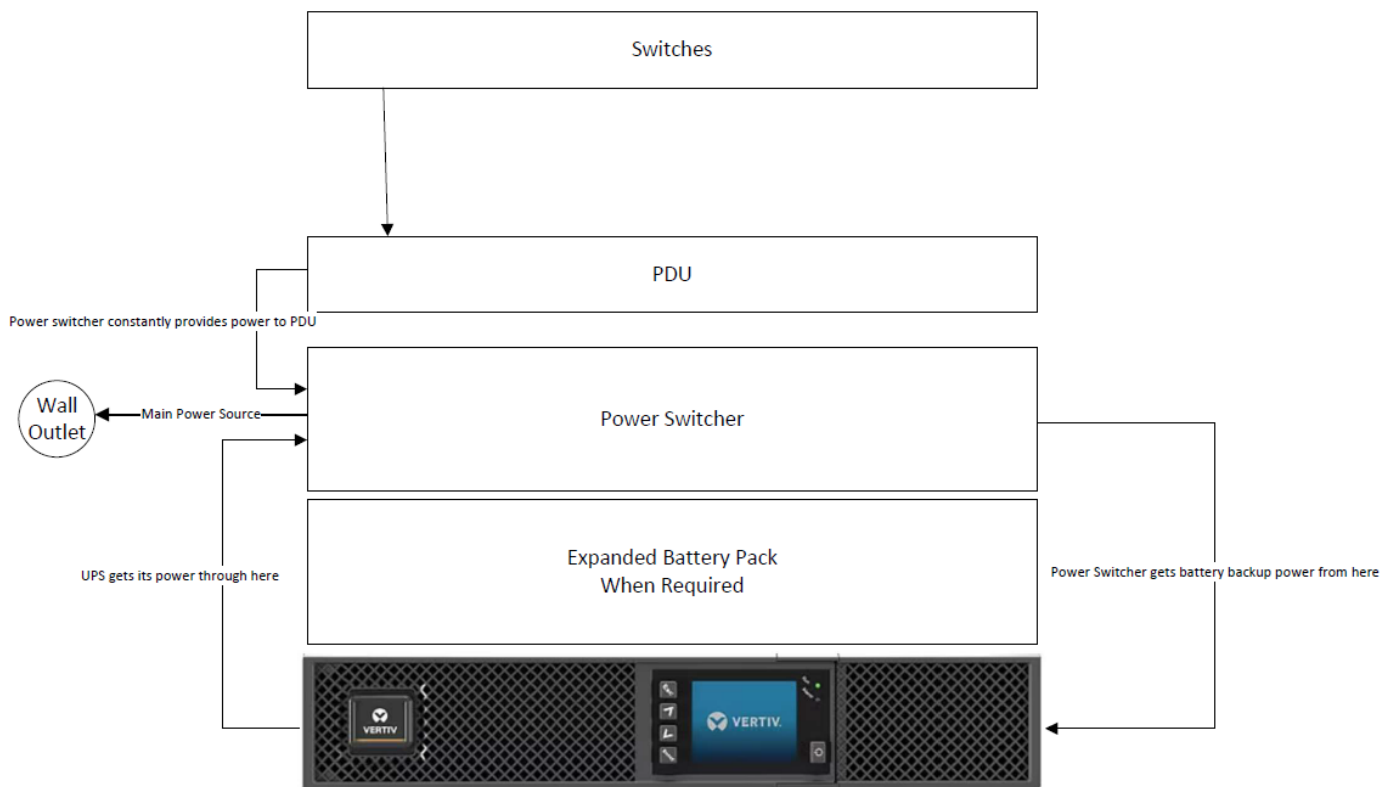 Switches
PDU
Power switcher constantly provides power to PDU
Wall
Outlet
Main Power Source
Power Switcher
Expanded Battery Pack
When Required
UPS gets its power through here
Power Switcher gets battery backup power from here
VERTIV
VERTIV.